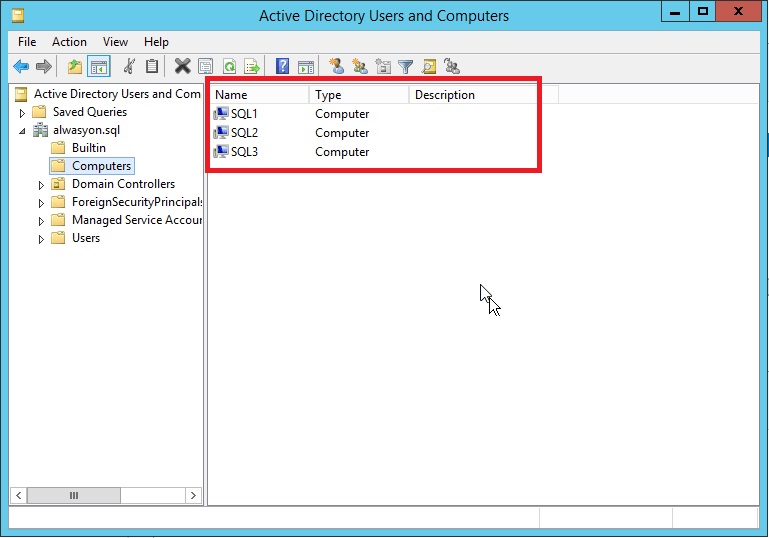 Active Directory Users and Computers
File Action View Help
Active Directory Users and Com
Saved Queries
alwasyon.sql
Builtin
Computers
Domain Controllers
ForeignSecurityPrincipals
Managed Service Accour
Users
Name Type Description
SQL1 Computer
SQL2 Computer
SQL3 Computer